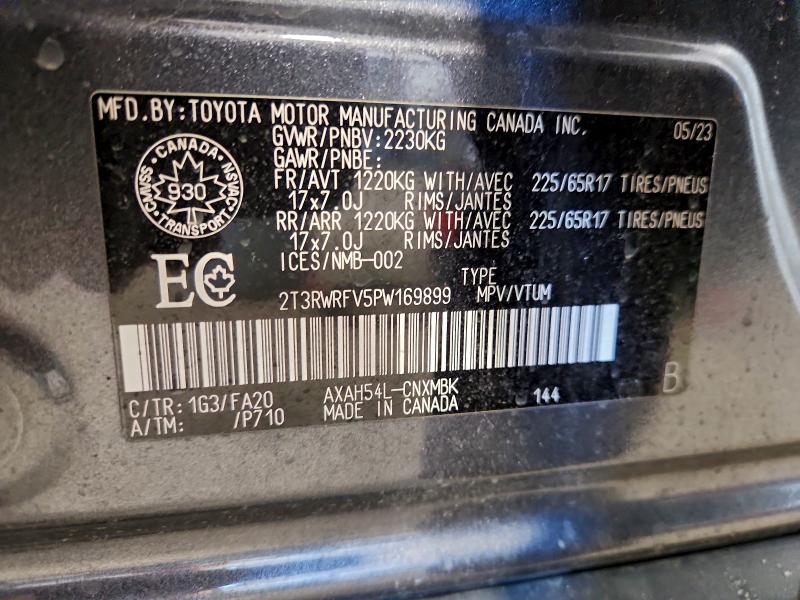 MFD.BY:TOYOTA MOTOR MANUFACTURING CANADA INC. 05/23
GVWR/PNBV:2230KG
GAWR/PNBE:
FR/AVT 1220KG WITH/AVEC 225/65R17 TIRES/PNEUS
17x7.0J RIMS/JANTES
RR/ARR 1220KG WITH/AVEC 225/65R17 TIRES/PNEUS
17x7.0J RIMS/JANTES
ICES/NMB-002
CANADA
CMVSS
NSVAC
930
TRANSPORT
EC
TYPE
2T3RWRFV5PW169899 MPV/VTUM
C/TR: 1G3/FA20 AXAH54L-CNXMBK 144 B
A/TM: /P710 MADE IN CANADA